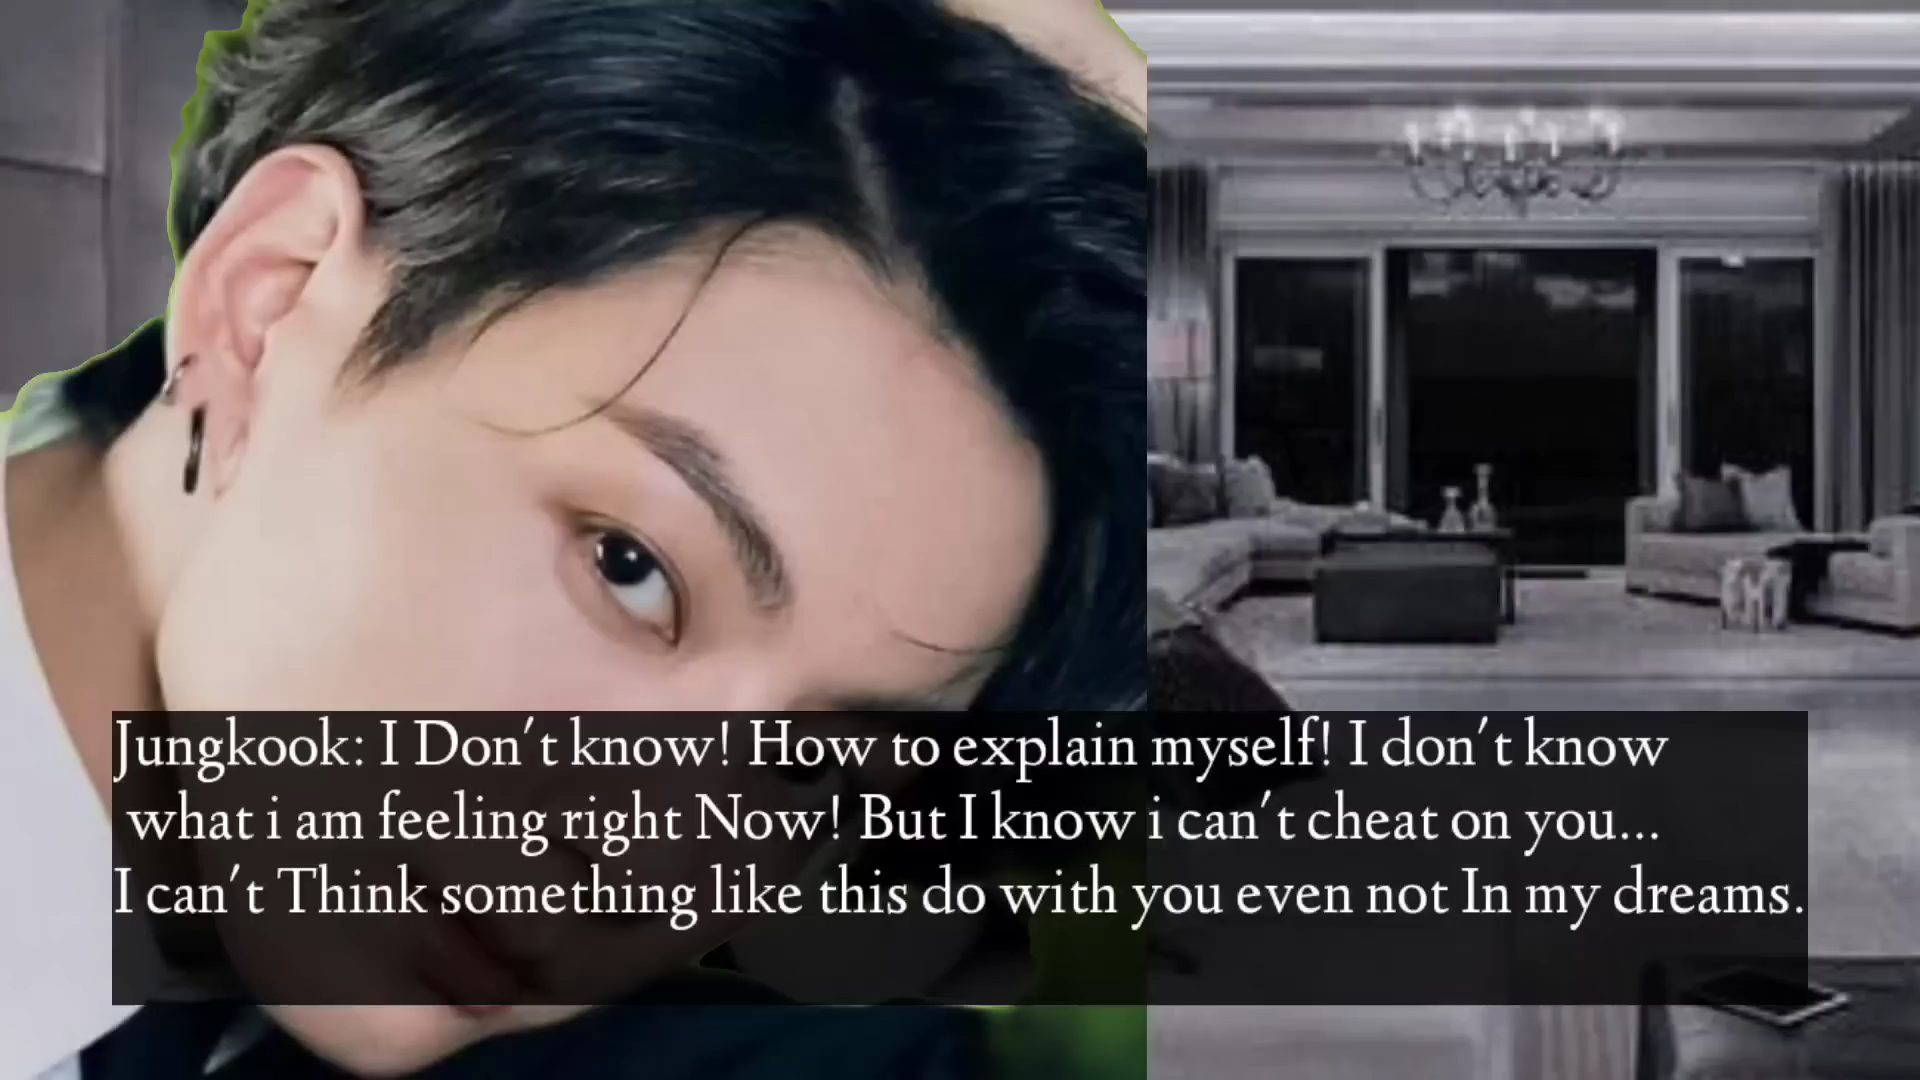 Jungkook: I Don't know! How to explain myself! I don't know
what i am feeling right Now! But I know i can't cheat on you...
I can't Think something like this do with you even not In my dreams.